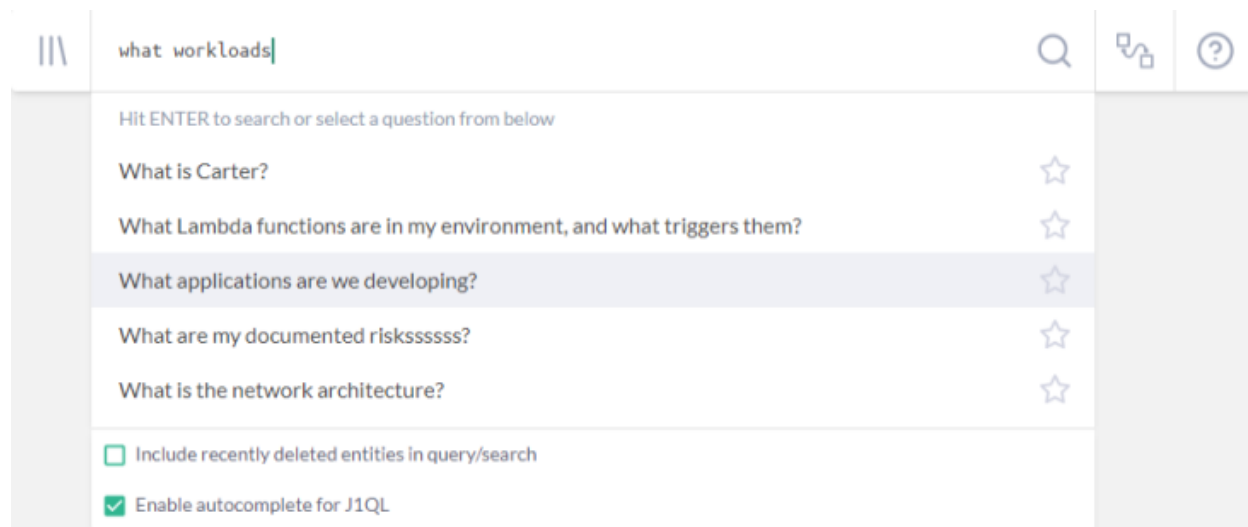 what workloads
Hit ENTER to search or select a question from below
What is Carter?
What Lambda functions are in my environment, and what triggers them?
What applications are we developing?
What are my documented riskssssss?
What is the network architecture?
Include recently deleted entities in query/search
Enable autocomplete for J1QL